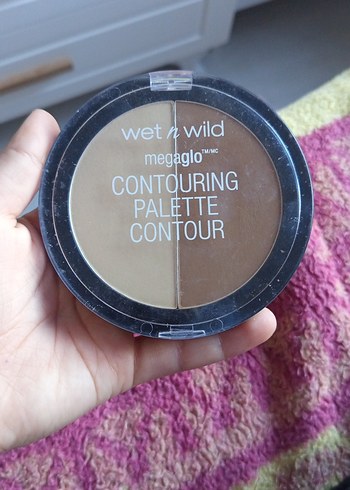 wet n wild
megaglo™/MC
CONTOURING
PALETTE
CONTOUR